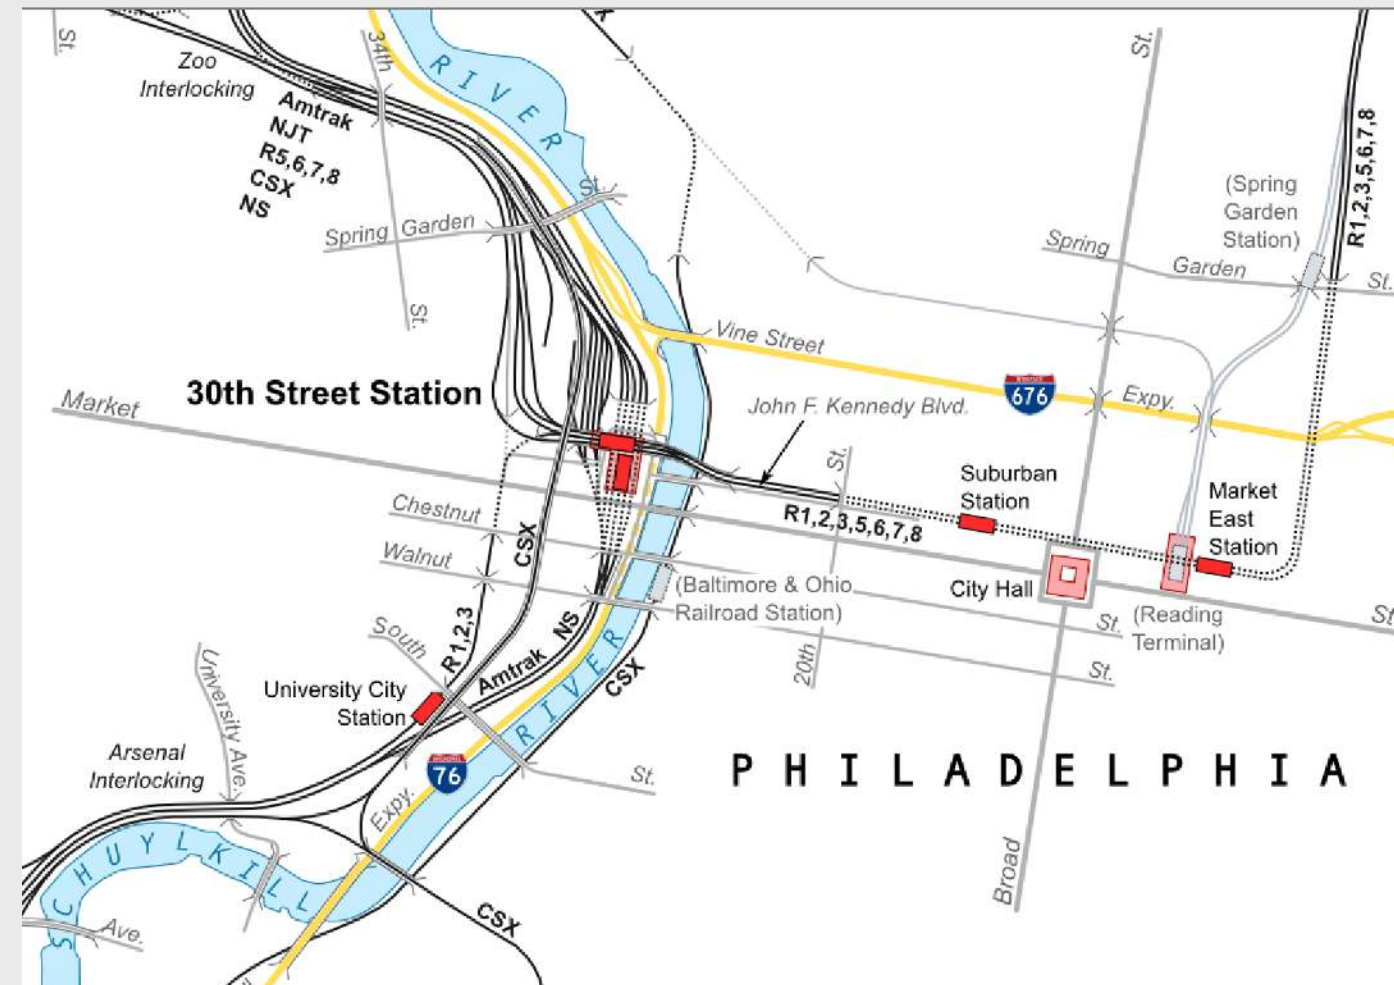 St.
Zoo
Interlocking
34th
RIVER
St.
Amtrak
NJT
R5,6,7,8
CSX
NS
(Spring
Garden
Station)
R1,2,3,5,6,7,8
St.
Spring Garden
Spring
Garden
St.
St.
Vine Street
30th Street Station
676
Expy.
Market
John F. Kennedy Blvd.
St.
Suburban
Station
Market
East
Station
Chestnut
CSX
R1,2,3,5,6,7,8
Walnut
(Baltimore & Ohio
Railroad Station)
City Hall
(Reading
Terminal)
St.
St.
St.
South
R1,2,3
NS
Amtrak
RIVER
CSX
20th
University Ave.
University City
Station
Arsenal
Interlocking
76
St.
PHILADELPHIA
Expy.
Broad
SCHUYLKILL
CSX
Ave.